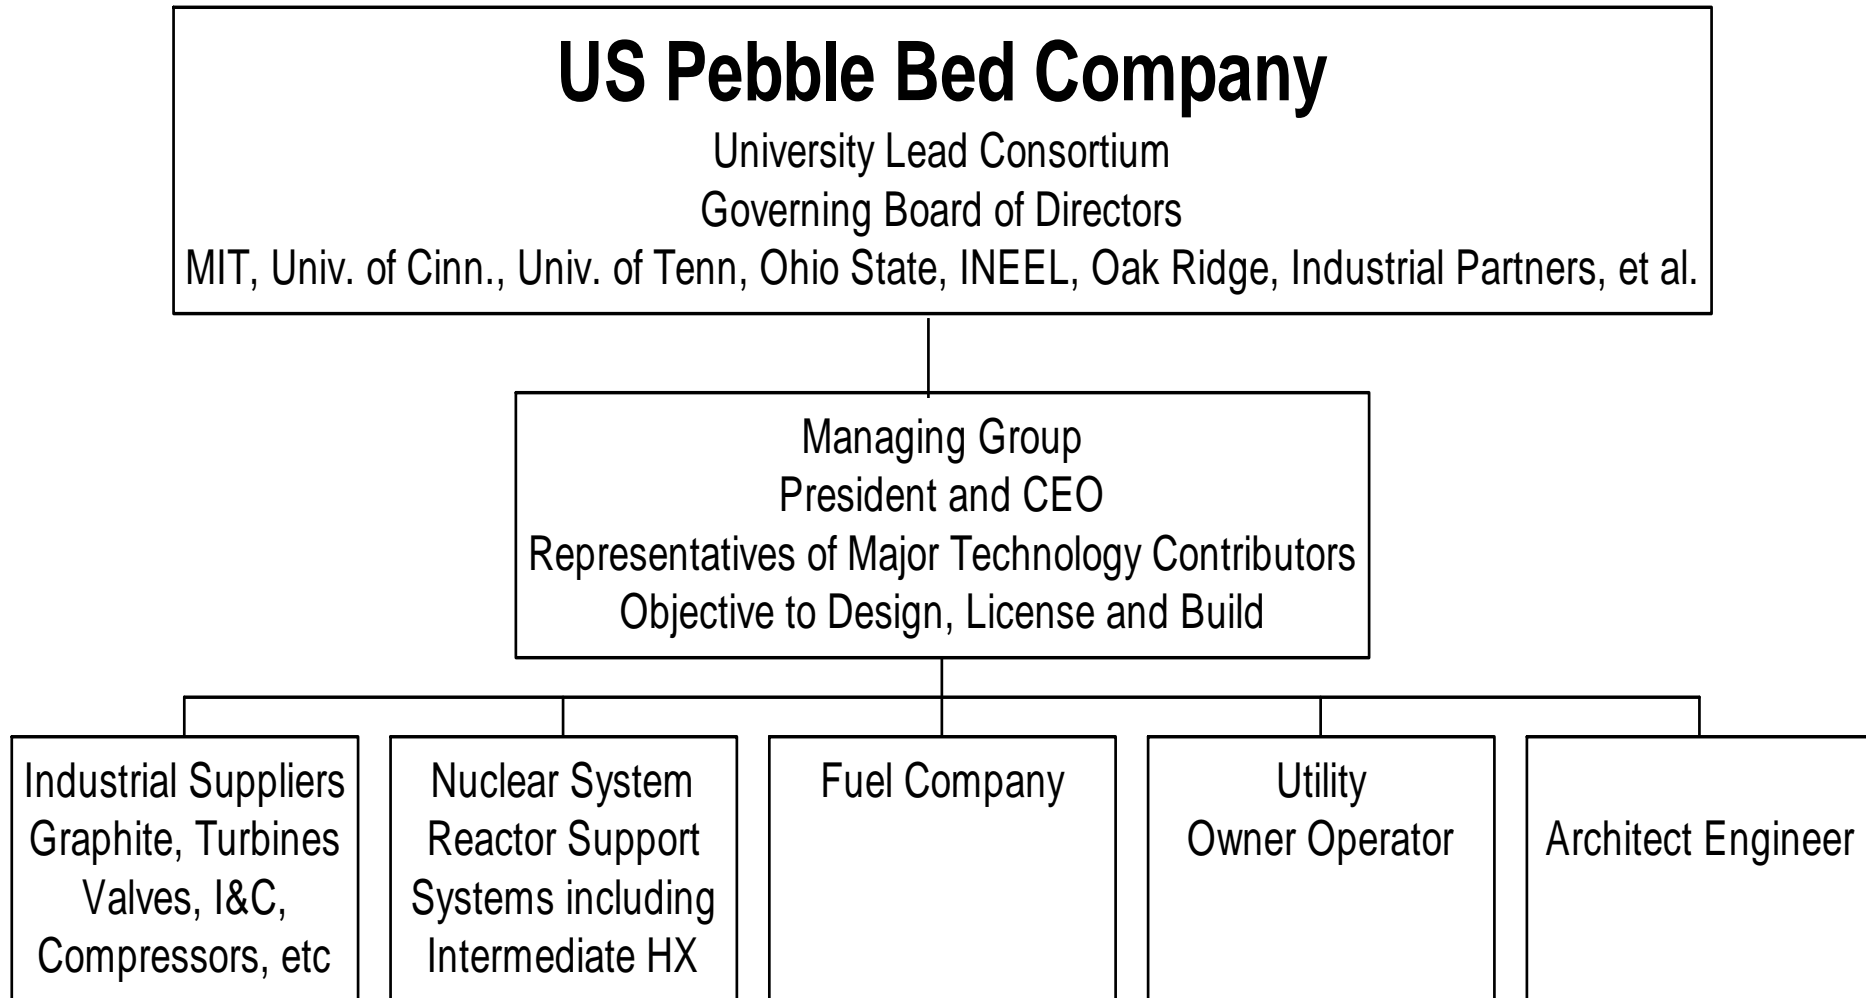 US Pebble Bed Company
University Lead Consortium
Governing Board of Directors
MIT, Univ. of Cinn., Univ. of Tenn, Ohio State, INEEL, Oak Ridge, Industrial Partners, et al.
Managing Group
President and CEO
Representatives of Major Technology Contributors
Objective to Design, License and Build
Industrial Suppliers
Graphite, Turbines
Valves, I&C,
Compressors, etc
Nuclear System
Reactor Support
Systems including
Intermediate HX
Fuel Company
Utility
Owner Operator
Architect Engineer